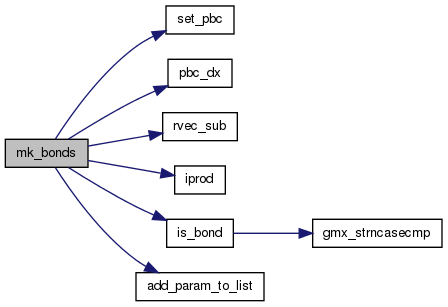 set_pbc
pbc_dx
rvec_sub
mk_bonds
iprod
is_bond
gmx_strncasecmp
add_param_to_list